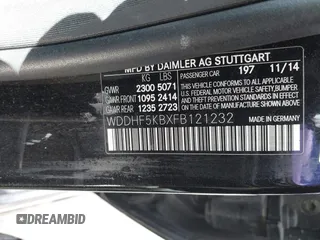 MFD BY DAIMLER AG STUTTGART
KG LBS PASSENGER CAR 197 11/14
GVWR 2300 5071
GAWR FRONT 1095 2414
GAWR REAR 1235 2723
THIS VEHICLE CONFORMS TO ALL APPLICABLE
FEDERAL MOTOR VEHICLE SAFETY, BUMPER,
AND THEFT PREVENTION STANDARDS IN EFFECT
ON THE DATE OF MANUFACTURE SHOWN ABOVE.
WDDHF5KBXFB121232
MADE IN GERMANY
DREAMBID